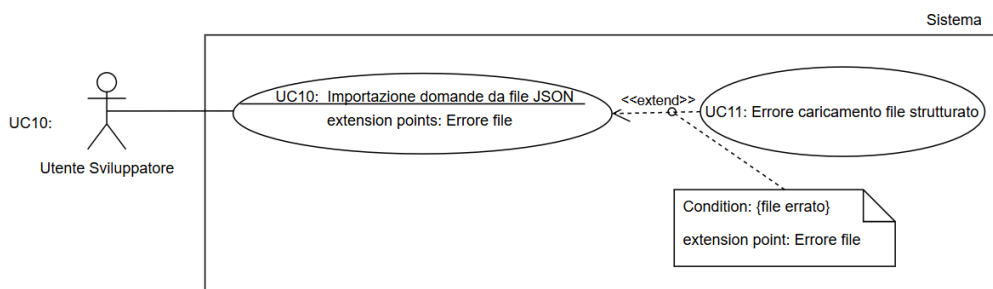 Sistema
UC10: Importazione domande da file JSON
extension points: Errore file
<<extend>>
UC11: Errore caricamento file strutturato
UC10:
Utente Sviluppatore
Condition: {file errato}
extension point: Errore file